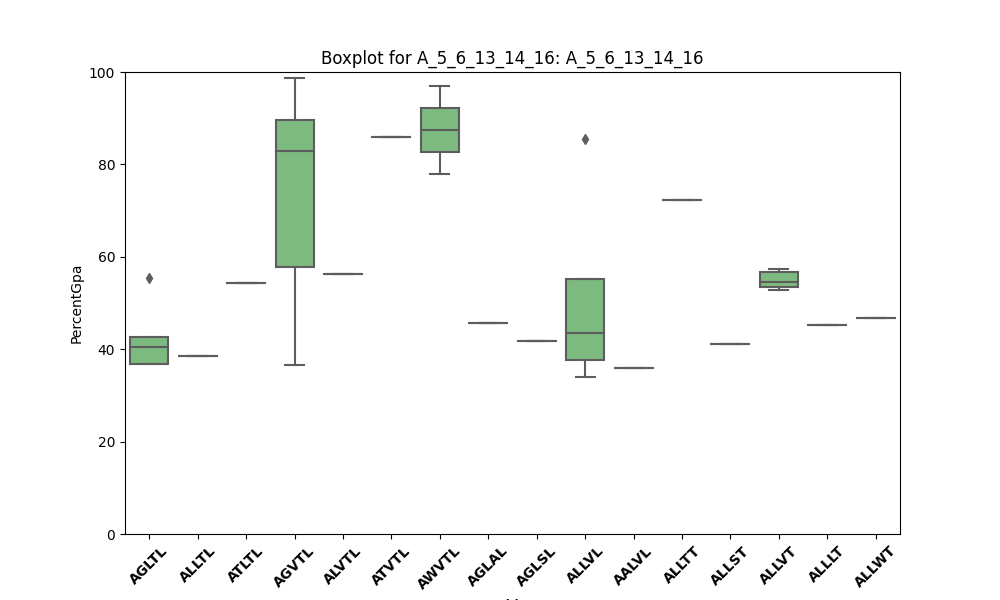 Boxplot for A_5_6_13_14_16: A_5_6_13_14_16
100
80
60
40
20
0
PercentGpa
AGLTL
ALLTL
ATLTL
AGVTL
ALVTL
ATVTL
AWVTL
AGLAL
AGLSL
ALLVL
AALVL
ALLTT
ALLST
ALLVT
ALLLT
ALLWT